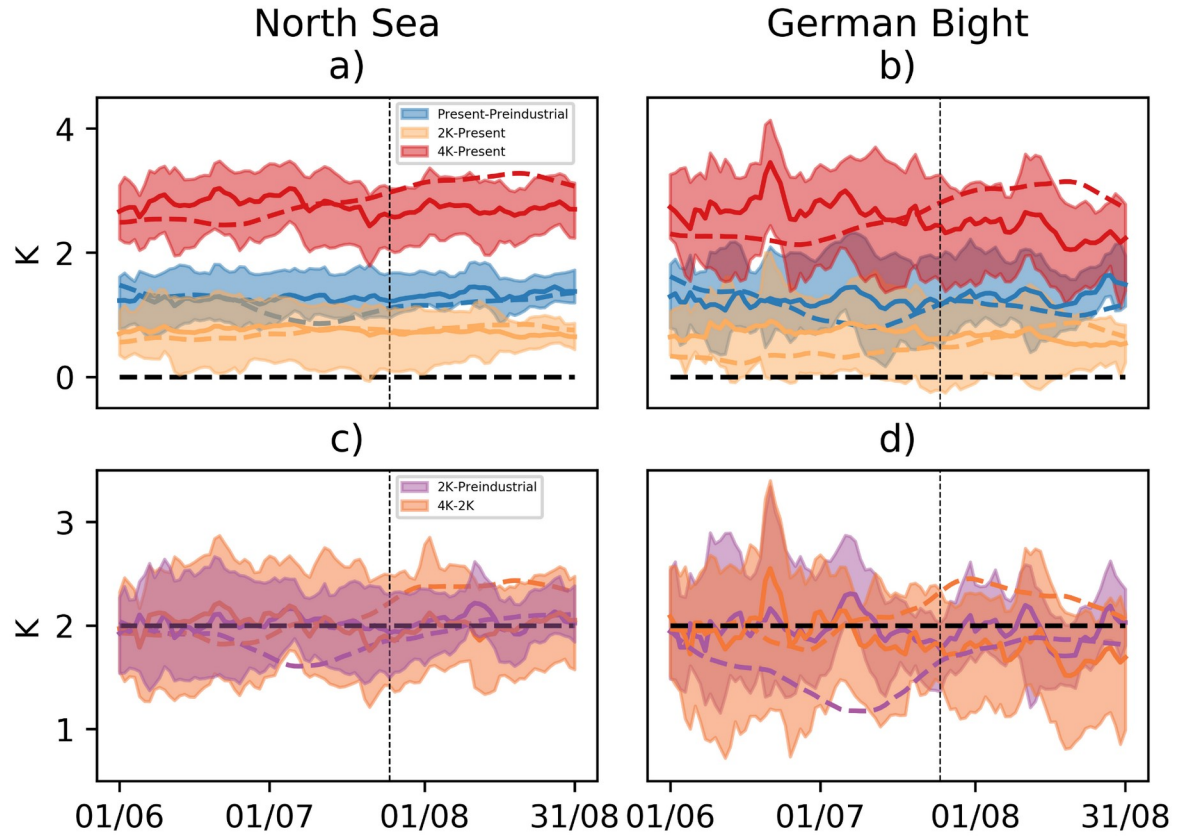 North Sea
German Bight
a)
b)
K
4
2
0
Present-Preindustrial
2K-Present
4K-Present
c)
d)
K
3
2
1
2K-Preindustrial
4K-2K
01/06 01/07 01/08 31/08 01/06 01/07 01/08 31/08